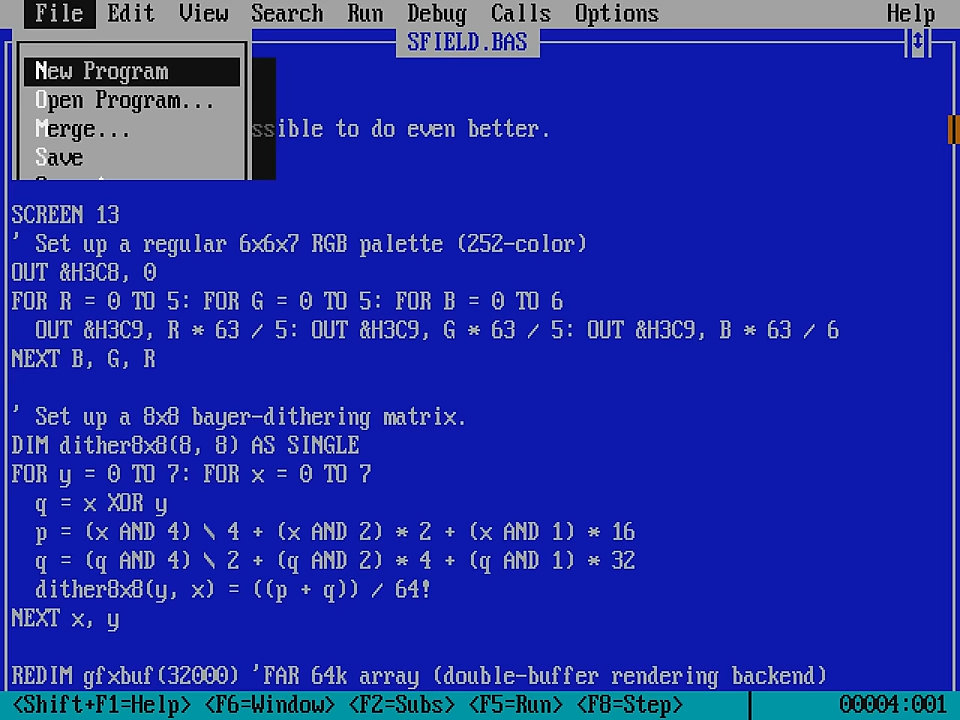 File Edit View Search Run Debug Calls Options Help
SFIELD.BAS
New Program
Open Program...
Merge... ssible to do even better.
Save
SCREEN 13
' Set up a regular 6x6x7 RGB palette (252-color)
OUT &H3C8, 0
FOR R = 0 TO 5: FOR G = 0 TO 5: FOR B = 0 TO 6
  OUT &H3C9, R * 63 / 5: OUT &H3C9, G * 63 / 5: OUT &H3C9, B * 63 / 6
NEXT B, G, R
' Set up a 8x8 bayer-dithering matrix.
DIM dither8x8(8, 8) AS SINGLE
FOR y = 0 TO 7: FOR x = 0 TO 7
  q = x XOR y
  p = (x AND 4) \ 4 + (x AND 2) * 2 + (x AND 1) * 16
  q = (q AND 4) \ 2 + (q AND 2) * 4 + (q AND 1) * 32
  dither8x8(y, x) = ((p + q)) / 64!
NEXT x, y
REDIM gfxbuf(32000) 'FAR 64k array (double-buffer rendering backend)
<Shift+F1=Help> <F6=Window> <F2=Subs> <F5=Run> <F8=Step> 00004:001